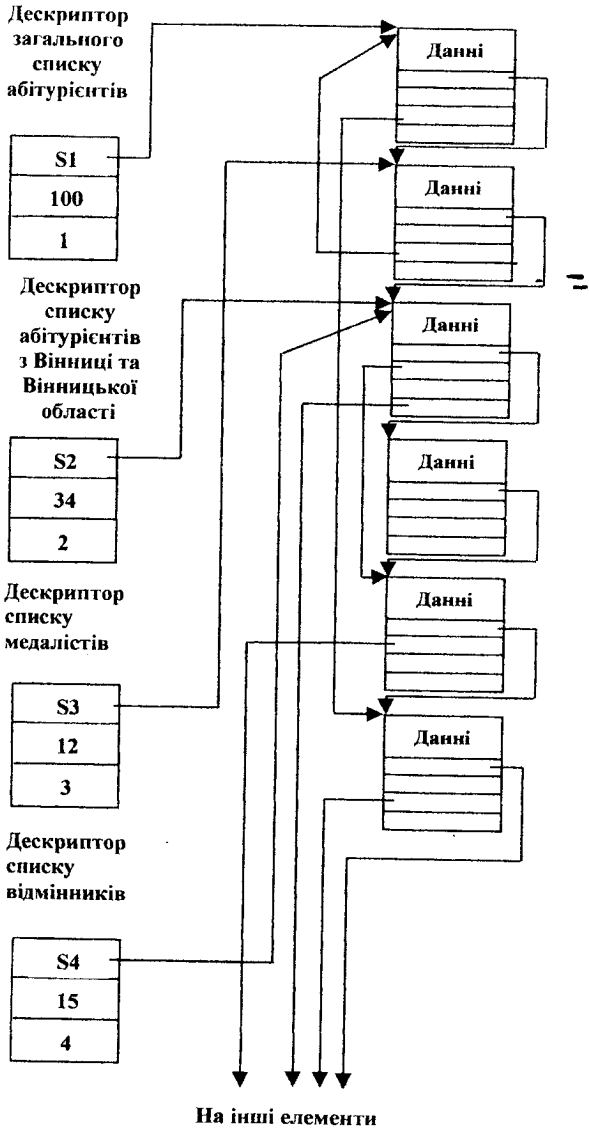 Дескриптор
загального
списку
абітурієнтів
S1
100
1
Дескриптор
списку
абітурієнтів
з Вінниці та
Вінницької
області
S2
34
2
Дескриптор
списку
медалістів
S3
12
3
Дескриптор
списку
відмінників
S4
15
4
Данні
Данні
Данні
Данні
Данні
Данні
На інші елементи